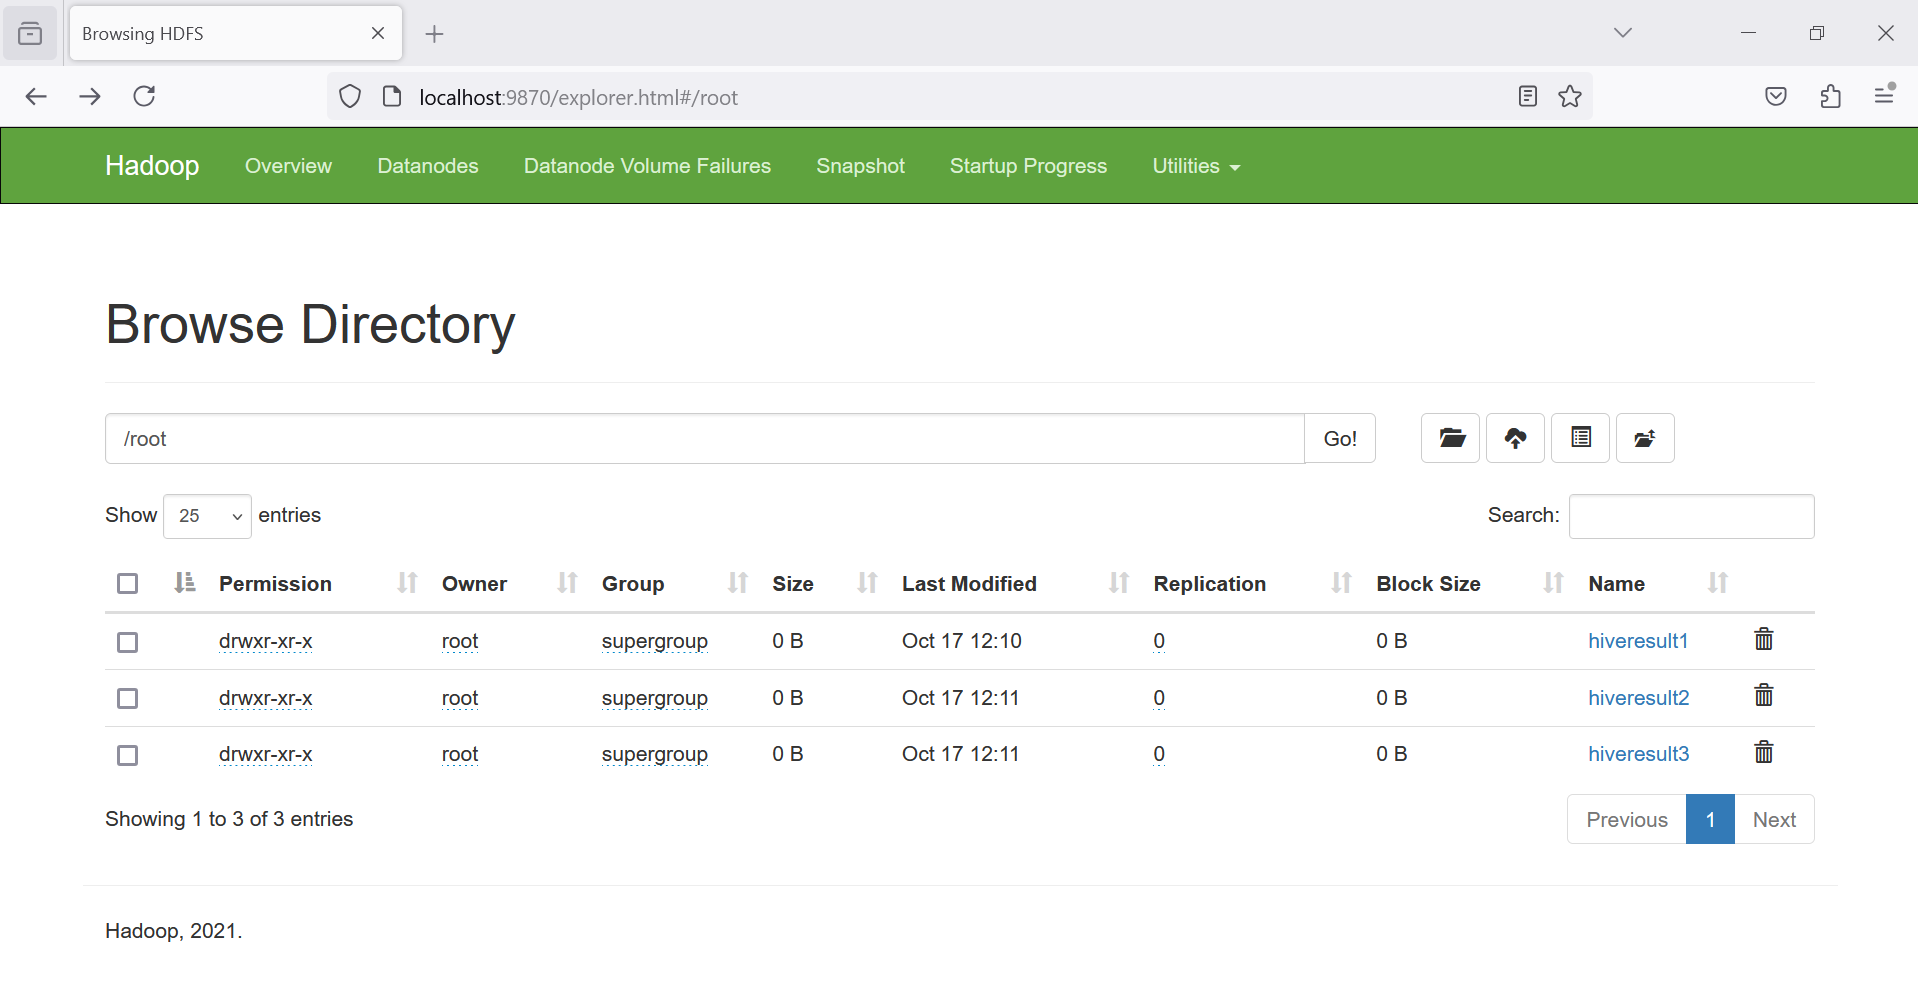 Browsing HDFS
localhost:9870/explorer.html#/root
Hadoop Overview Datanodes Datanode Volume Failures Snapshot Startup Progress Utilities
Browse Directory
/root Go!
Show 25 entries Search:
Permission Owner Group Size Last Modified Replication Block Size Name
drwxr-xr-x root supergroup 0 B Oct 17 12:10 0 0 B hiveresult1
drwxr-xr-x root supergroup 0 B Oct 17 12:11 0 0 B hiveresult2
drwxr-xr-x root supergroup 0 B Oct 17 12:11 0 0 B hiveresult3
Showing 1 to 3 of 3 entries Previous 1 Next
Hadoop, 2021.